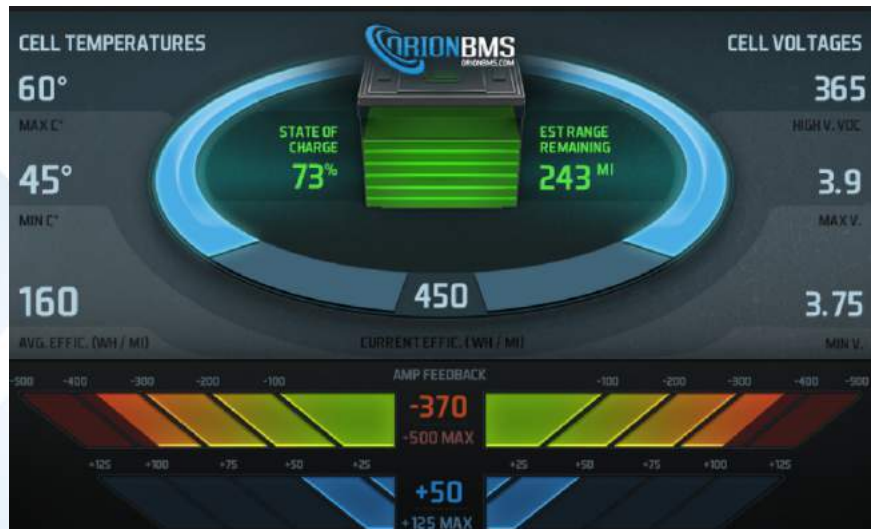 CELL TEMPERATURES
60°
MAX C°
45°
MIN C°
160
AVG. EFFIC. (WH / MI)
ORIONBMS
ORIONBMS.COM
STATE OF
CHARGE
73%
EST RANGE
REMAINING
243 MI
450
CURRENT EFFIC. (WH / MI)
CELL VOLTAGES
365
HIGH V. VOC
3.9
MAX V.
3.75
MIN V.
AMP FEEDBACK
-500 -400 -300 -200 -100 -100 -200 -300 -400 -500
-370
-500 MAX
+125 +100 +75 +50 +25 +25 +50 +75 +100 +125
+50
+125 MAX